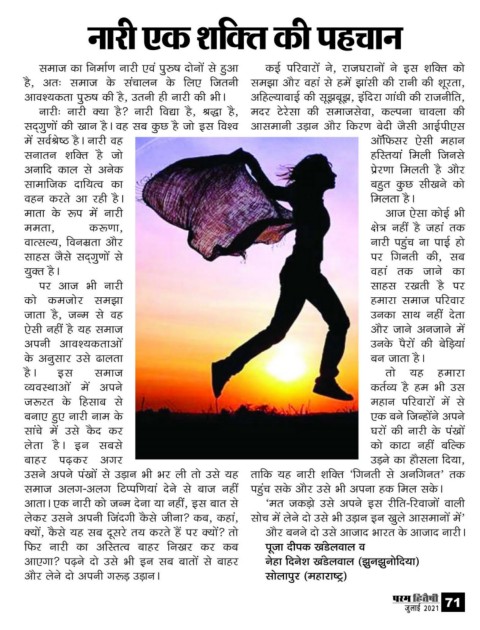 नारी एक शक्ति की पहचान
समाज का निर्माण नारी एवं पुरुष दोनों से हुआ
है, अतः समाज के संचालन के लिए जितनी
आवश्यकता पुरुष की है, उतनी ही नारी की भी।
नारीः नारी क्या है? नारी विद्या है, श्रद्धा है,
सद्गुणों की खान है। वह सब कुछ है जो इस विश्व
में सर्वश्रेष्ठ है। नारी वह
सनातन शक्ति है जो
अनादि काल से अनेक
सामाजिक दायित्व का
वहन करते आ रही है।
माता के रूप में नारी
ममता, करूणा,
वात्सल्य, विनम्रता और
साहस जैसे सद्गुणों से
युक्त है।
पर आज भी नारी
को कमजोर समझा
जाता है, जन्म से वह
ऐसी नहीं है यह समाज
अपनी आवश्यकताओं
के अनुसार उसे ढालता
है। इस समाज
व्यवस्थाओं में अपने
जरूरत के हिसाब से
बनाए हुए नारी नाम के
सांचे में उसे कैद कर
लेता है। इन सबसे
बाहर पढ़कर अगर
उसने अपने पंखों से उड़ान भी भर ली तो उसे यह
समाज अलग-अलग टिप्पणियां देने से बाज नहीं
आता। एक नारी को जन्म देना या नहीं, इस बात से
लेकर उसने अपनी जिंदगी कैसे जीना? कब, कहां,
क्यों, कैसे यह सब दूसरे तय करते हैं पर क्यों? तो
फिर नारी का अस्तित्व बाहर निखर कर कब
आएगा? पढ़ने दो उसे भी इन सब बातों से बाहर
और लेने दो अपनी गरूड़ उड़ान।
कई परिवारों ने, राजघरानों ने इस शक्ति को
समझा और वहां से हमें झांसी की रानी की शूरता,
अहिल्याबाई की सूझबूझ, इंदिरा गांधी की राजनीति,
मदर टेरेसा की समाजसेवा, कल्पना चावला की
आसमानी उड़ान और किरण बेदी जैसी आईपीएस
ऑफिसर ऐसी महान
हस्तियां मिली जिनसे
प्रेरणा मिलती है और
बहुत कुछ सीखने को
मिलता है।
आज ऐसा कोई भी
क्षेत्र नहीं है जहां तक
नारी पहुंच ना पाई हो
पर गिनती की, सब
वहां तक जाने का
साहस रखती है पर
हमारा समाज परिवार
उनका साथ नहीं देता
और जाने अनजाने में
उनके पैरों की बेड़ियां
बन जाता है।
तो यह हमारा
कर्तव्य है हम भी उस
महान परिवारों में से
एक बने जिन्होंने अपने
घरों की नारी के पंखों
को काटा नहीं बल्कि
उड़ने का हौसला दिया,
ताकि यह नारी शक्ति 'गिनती से अनगिनत' तक
पहुंच सके और उसे भी अपना हक मिल सके।
'मत जकड़ो उसे अपने इस रीति-रिवाजों वाली
सोच में लेने दो उसे भी उड़ान इन खुले आसमानों में'
और बनने दो उसे आजाद भारत के आजाद नारी।
पूजा दीपक खंडेलवाल व
नेहा दिनेश खंडेलवाल (झुनझुनोदिया)
सोलापुर (महाराष्ट्र)
परम हितैषी
जुलाई 2021 71